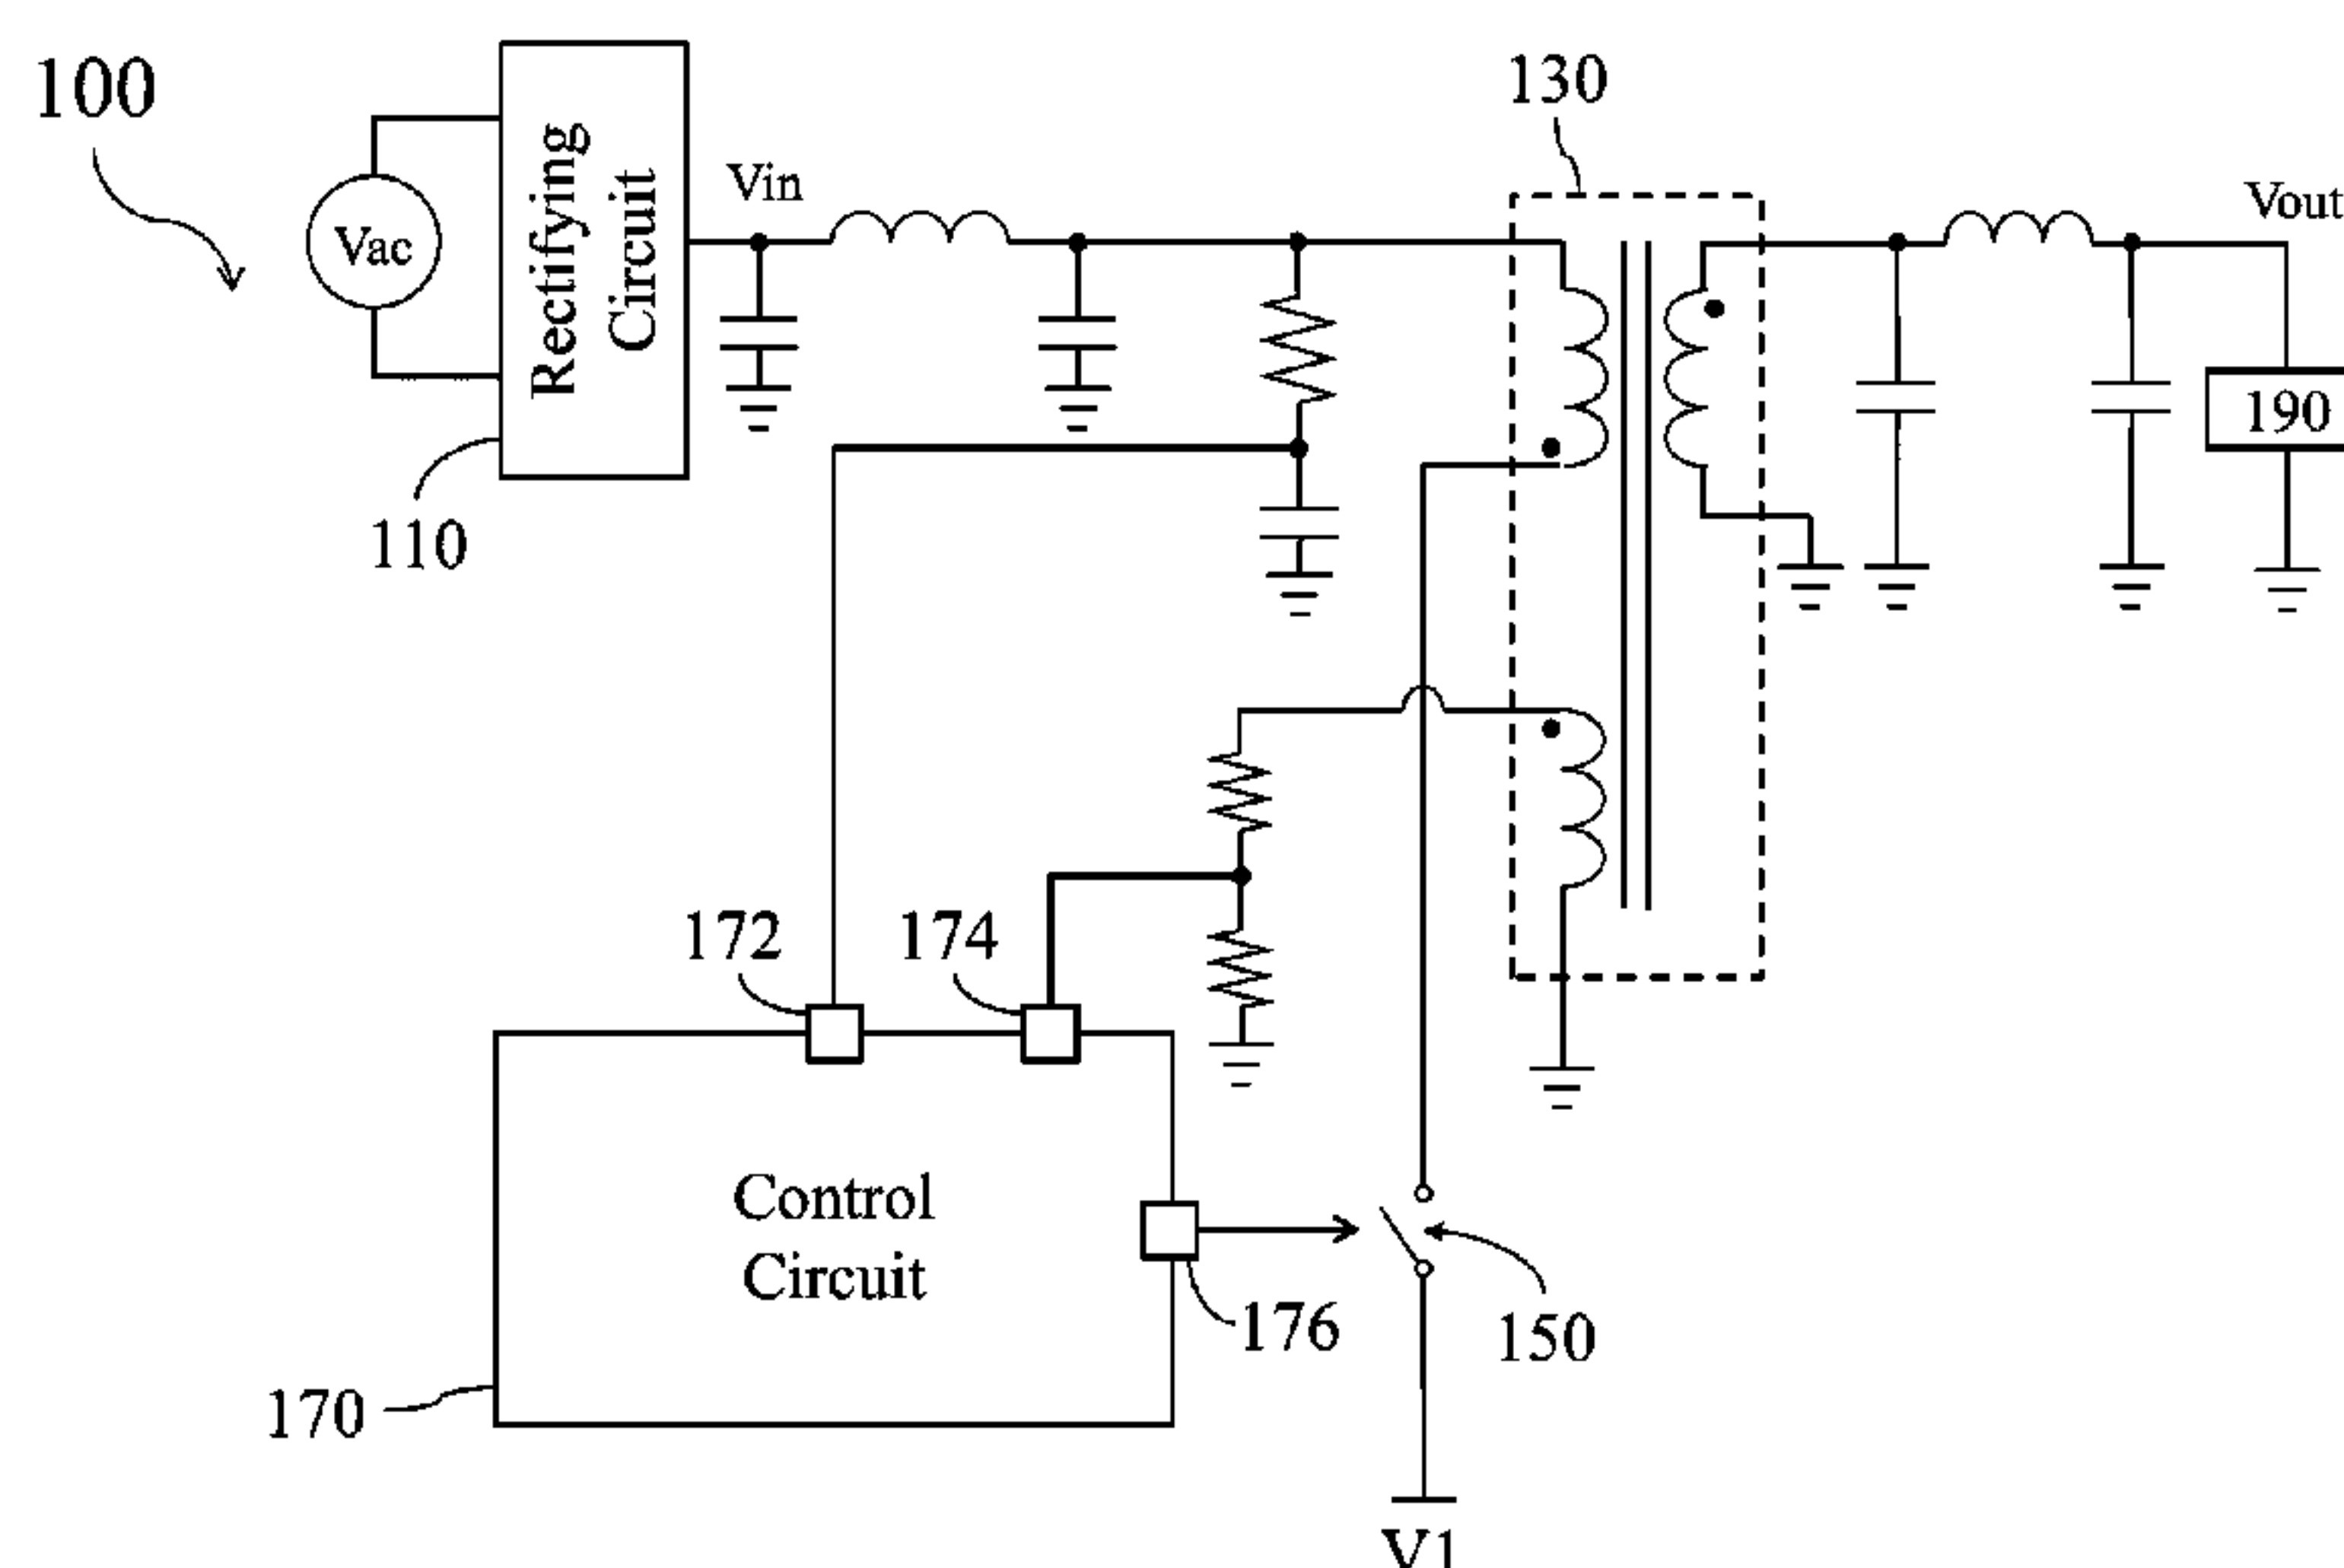 100
130
Vac
Rectifying
Circuit
Vin
Vout
190
110
172
174
Control
Circuit
176
150
170
V1